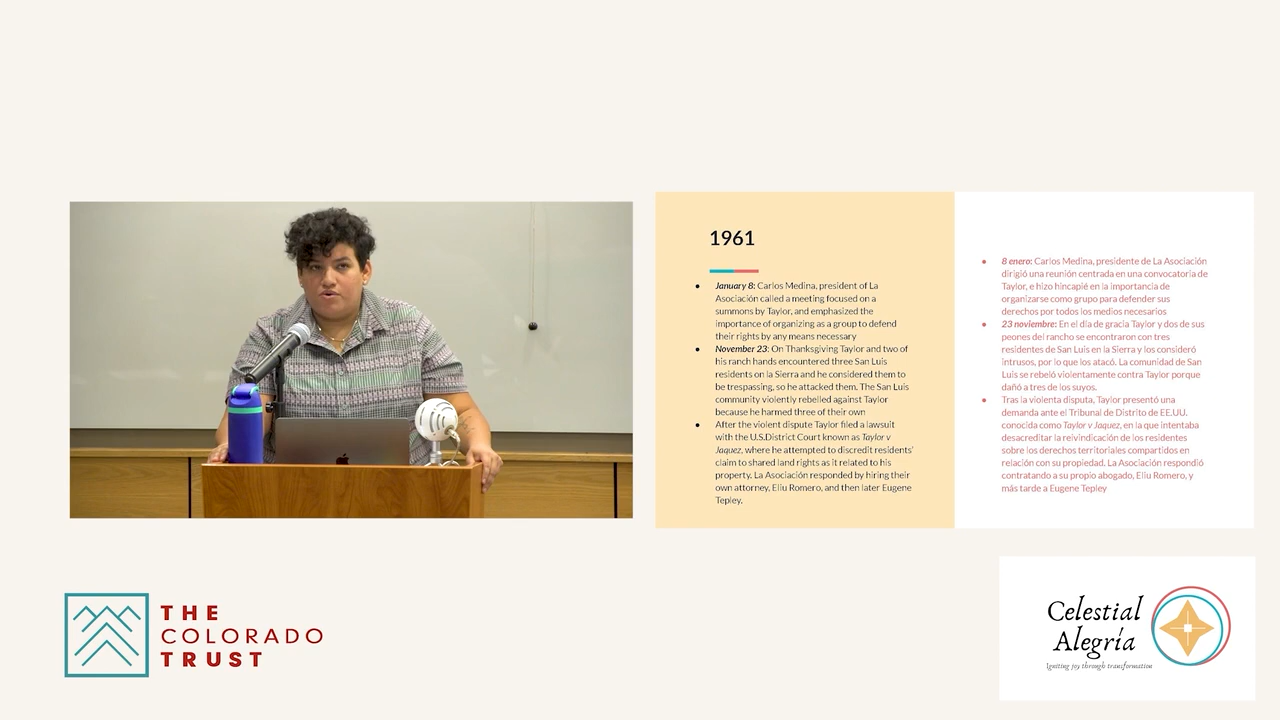 1961
January 8: Carlos Medina, president of La
Asociación called a meeting focused on a
summons by Taylor, and emphasized the
importance of organizing as a group to defend
their rights by any means necessary
November 23: On Thanksgiving Taylor and two of
his ranch hands encountered three San Luis
residents on la Sierra and he considered them to
be trespassing, so he attacked them. The San Luis
community violently rebelled against Taylor
because he harmed three of their own
After the violent dispute Taylor filed a lawsuit
with the U.S.District Court known as Taylor v
Jaquez, where he attempted to discredit residents'
claim to shared land rights as it related to his
property. La Asociación responded by hiring their
own attorney, Eliu Romero, and then later Eugene
Tepley.
8 enero: Carlos Medina, presidente de La Asociación
dirigió una reunión centrada en una convocatoria de
Taylor, e hizo hincapié en la importancia de
organizarse como grupo para defender sus
derechos por todos los medios necesarios
23 noviembre: En el día de gracia Taylor y dos de sus
peones del rancho se encontraron con tres
residentes de San Luis en la Sierra y los consideró
intrusos, por lo que los atacó. La comunidad de San
Luis se rebeló violentamente contra Taylor porque
dañó a tres de los suyos.
Tras la violenta disputa, Taylor presentó una
demanda ante el Tribunal de Distrito de EE.UU.
conocida como Taylor v Jaquez, en la que intentaba
desacreditar la reivindicación de los residentes
sobre los derechos territoriales compartidos en
relación con su propiedad. La Asociación respondió
contratando a su propio abogado, Eliu Romero, y
más tarde a Eugene Tepley
THE
COLORADO
TRUST
Celestial
Alegría
Igniting joy through transformation